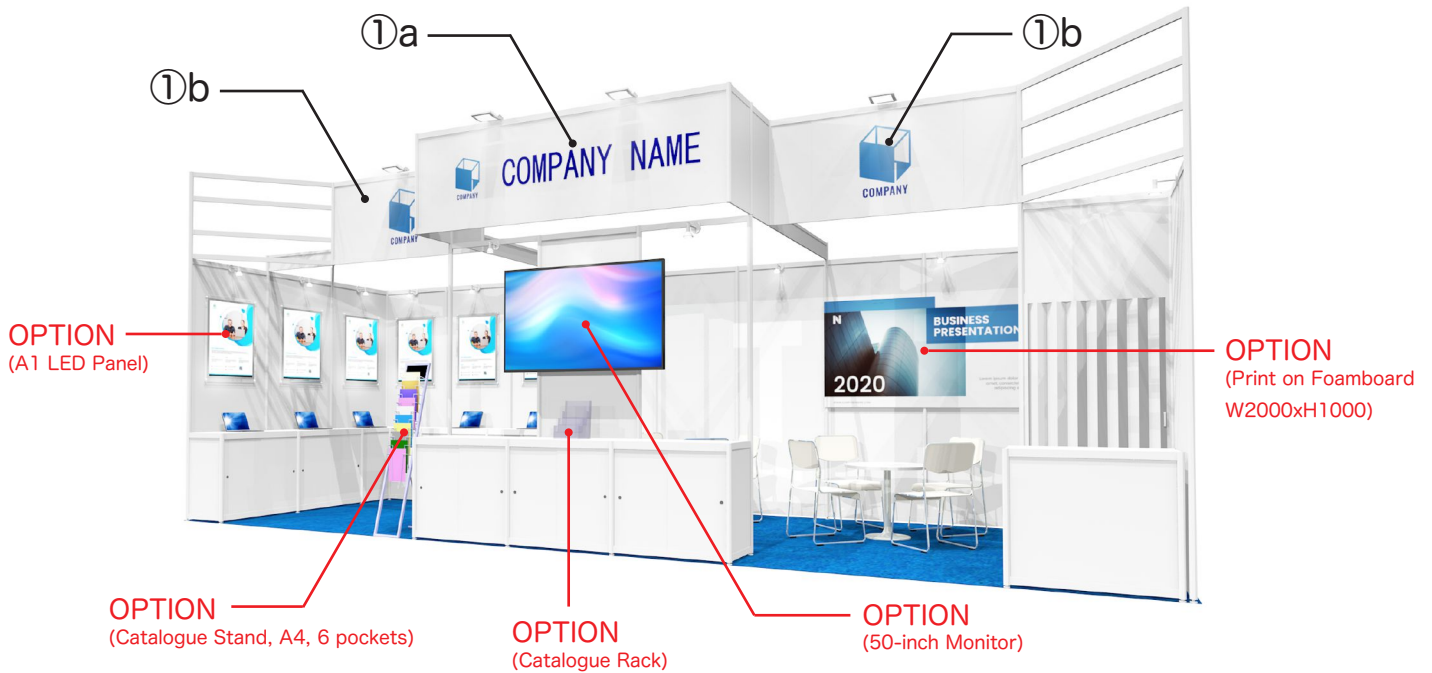 ①a
①b
①b
COMPANY NAME
COMPANY
COMPANY
COMPANY
N
BUSINESS
PRESENTATION
2020
OPTION
(A1 LED Panel)
OPTION
(Print on Foamboard
W2000xH1000)
OPTION
(Catalogue Stand, A4, 6 pockets)
OPTION
(Catalogue Rack)
OPTION
(50-inch Monitor)